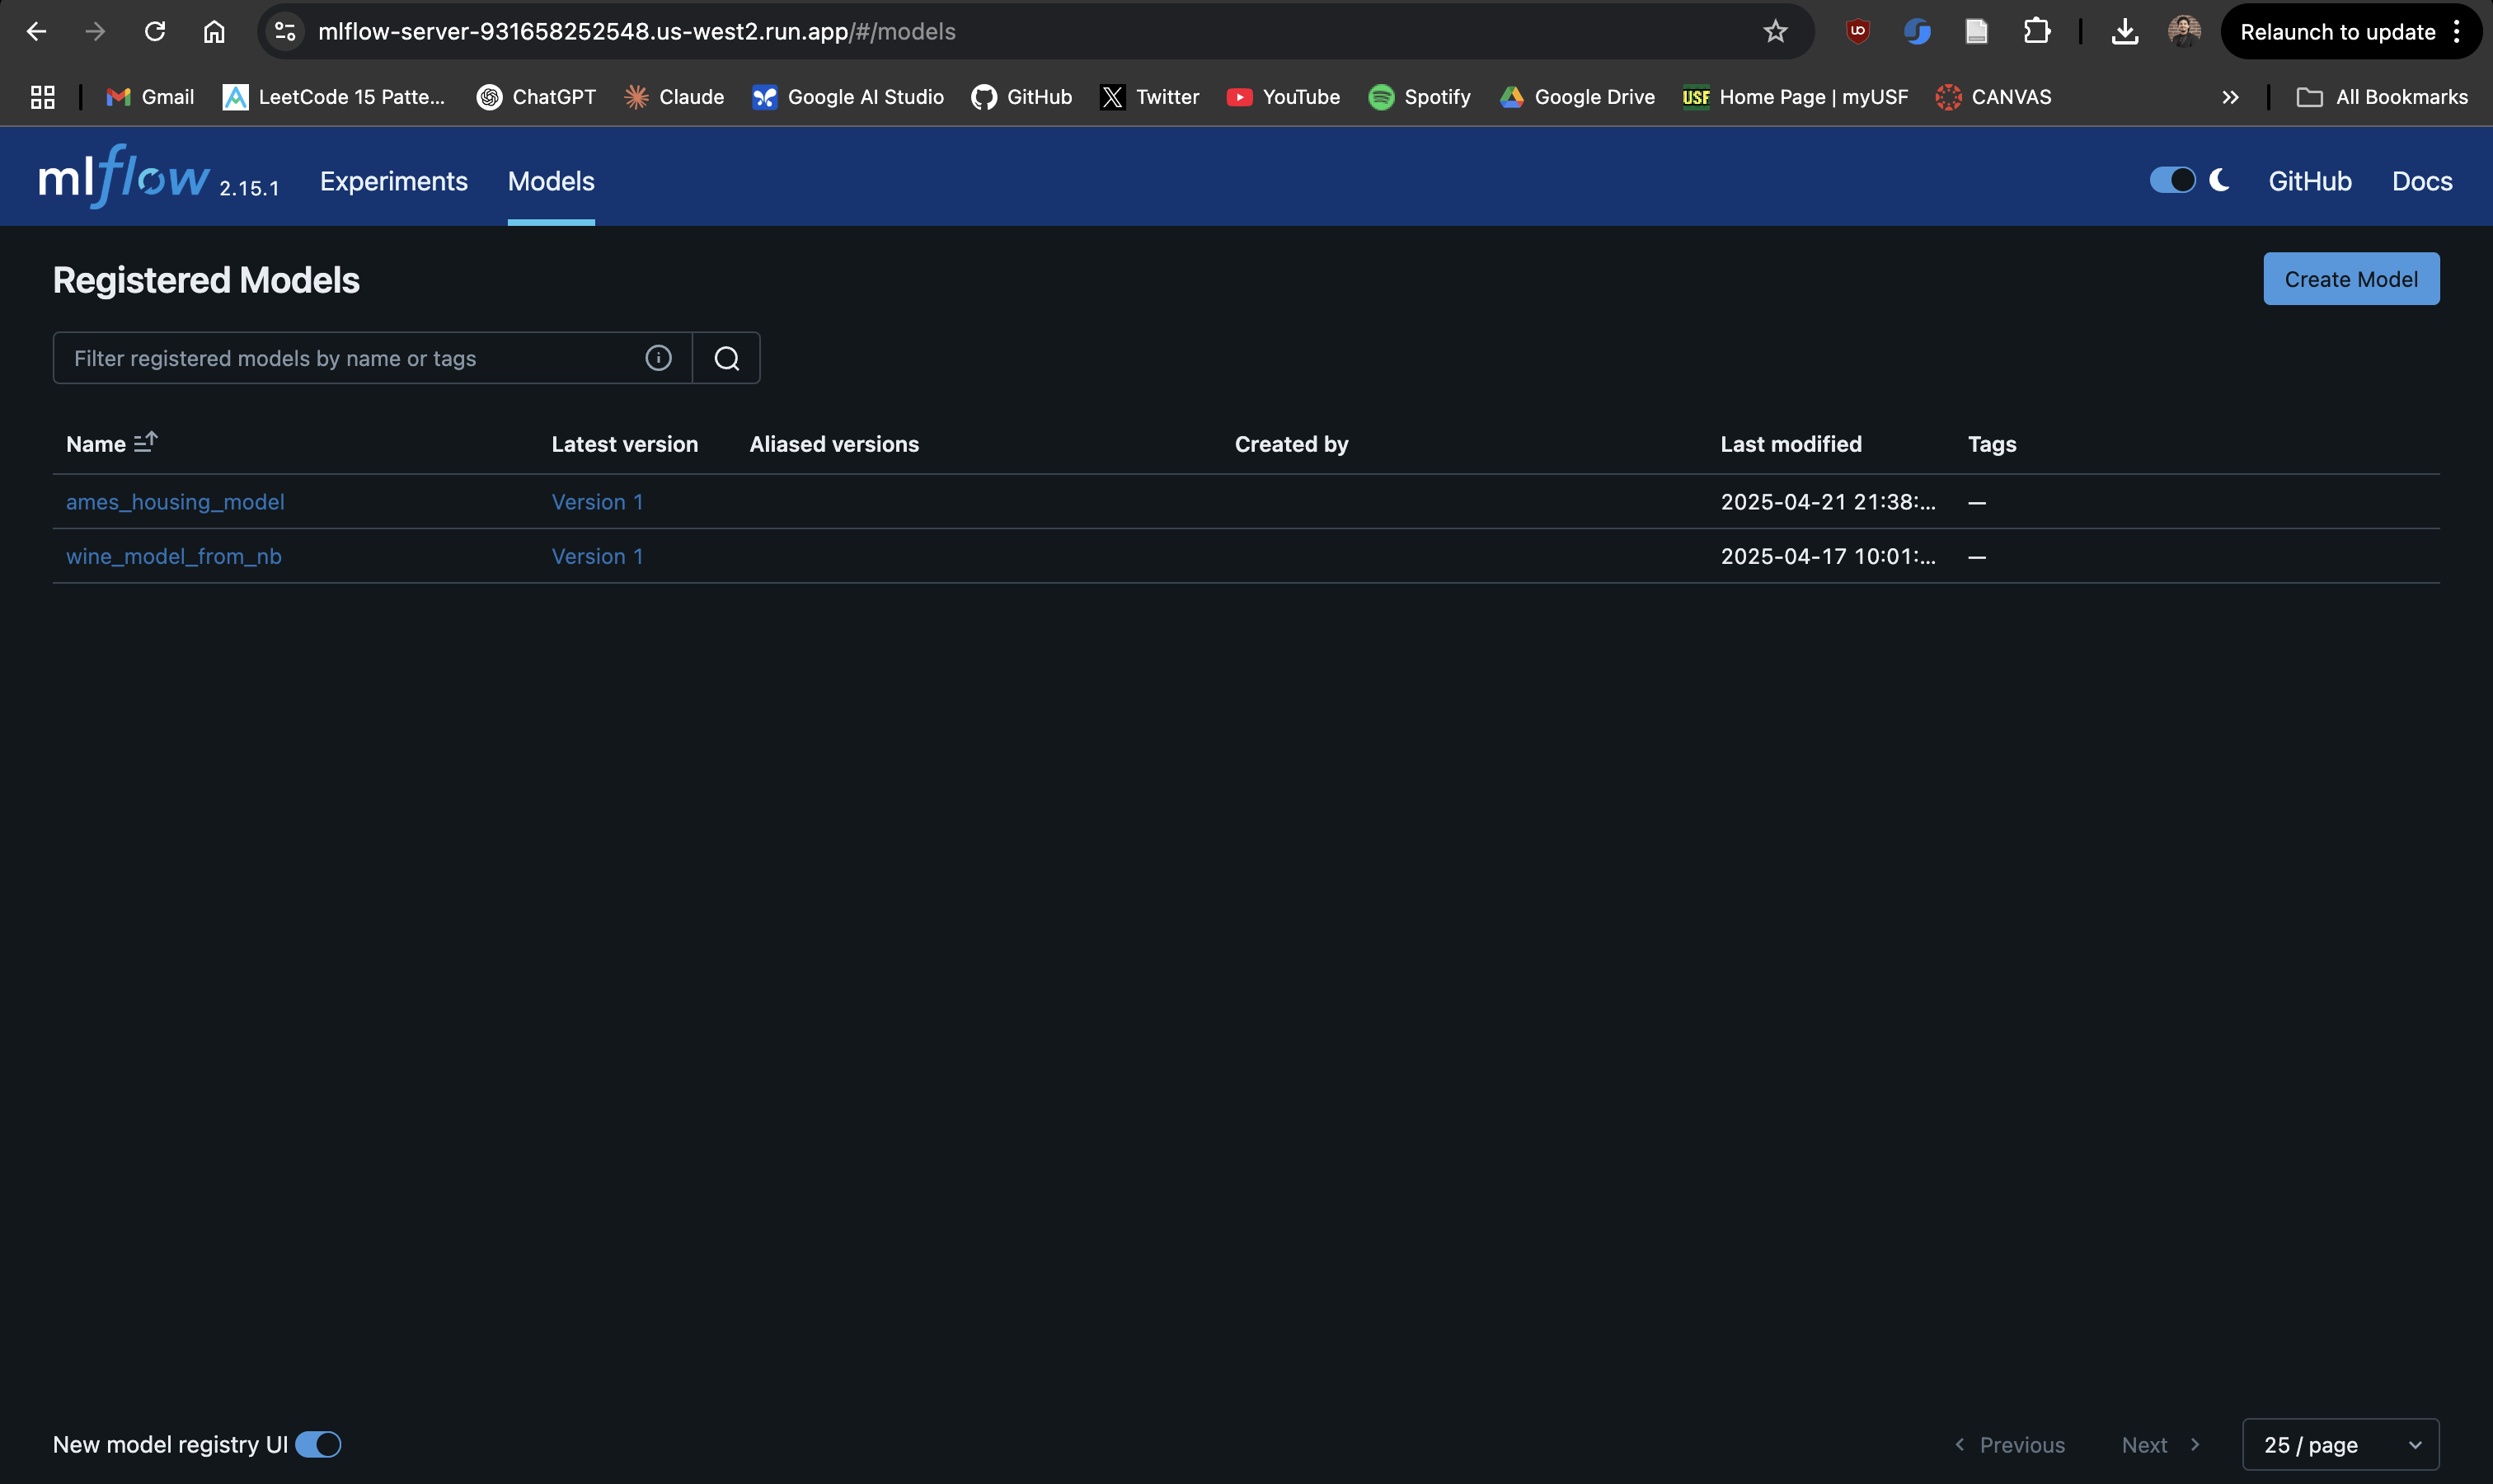 mlflow-server-931658252548.us-west2.run.app/#/models
Relaunch to update
Gmail LeetCode 15 Patte... ChatGPT Claude Google AI Studio GitHub Twitter YouTube Spotify Google Drive USF Home Page | myUSF CANVAS All Bookmarks
mlflow 2.15.1 Experiments Models GitHub Docs
Registered Models Create Model
Filter registered models by name or tags
Name Latest version Aliased versions Created by Last modified Tags
ames_housing_model Version 1 2025-04-21 21:38:... —
wine_model_from_nb Version 1 2025-04-17 10:01:... —
New model registry UI Previous Next 25 / page